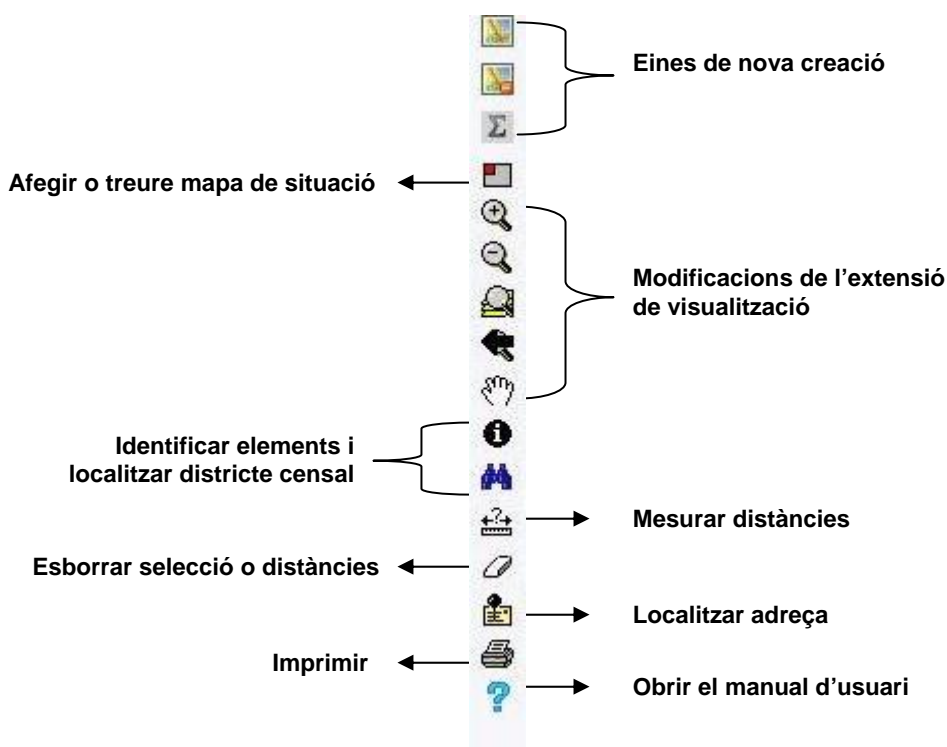 Eines de nova creació
Σ
Afegir o treure mapa de situació
Modificacions de l’extensió
de visualització
Identificar elements i
localitzar districte censal
Mesurar distàncies
Esborrar selecció o distàncies
Localitzar adreça
Imprimir
Obrir el manual d’usuari